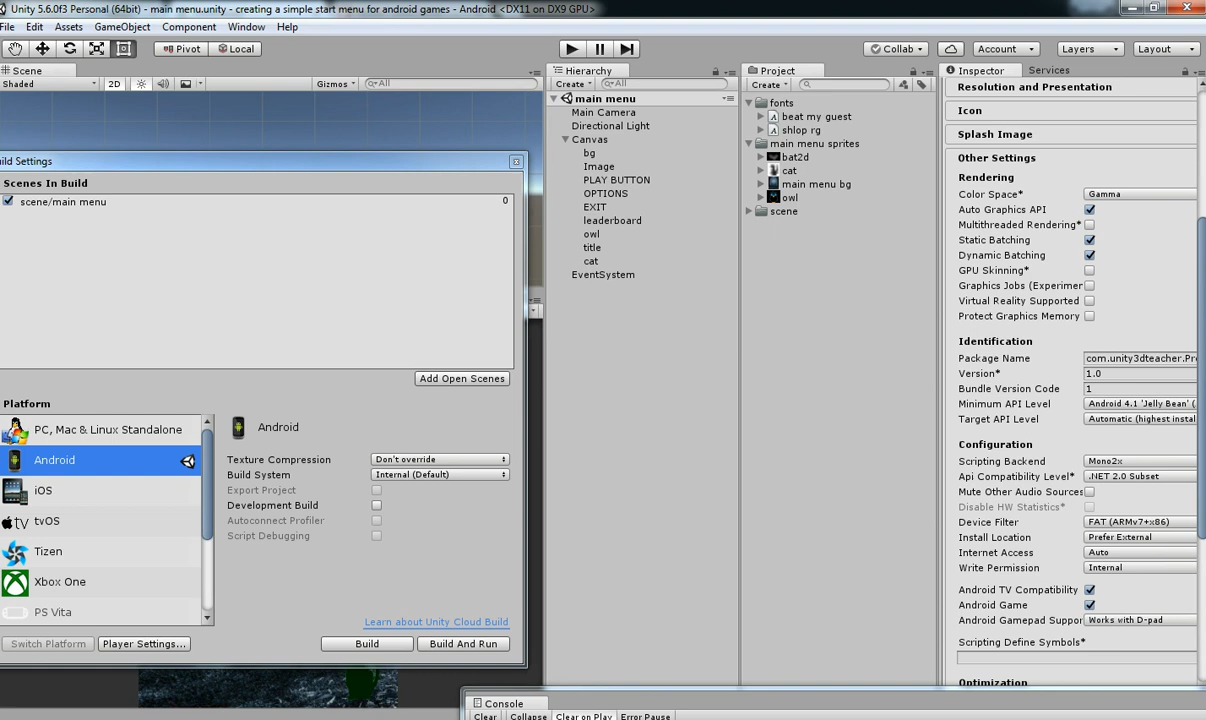 Unity 5.6.0f3 Personal (64bit) - main menu.unity - creating a simple start menu for android games - Android <DX11 on DX9 GPU>
File Edit Assets GameObject Component Window Help
Pivot Local Collab Account Layers Layout
Scene
Shaded 2D Gizmos All
ild Settings
Scenes In Build
scene/main menu 0
Add Open Scenes
Platform
PC, Mac & Linux Standalone
Android
iOS
tvOS
Tizen
Xbox One
PS Vita
Android
Texture Compression Don't override
Build System Internal (Default)
Export Project
Development Build
Autoconnect Profiler
Script Debugging
Learn about Unity Cloud Build
Switch Platform Player Settings... Build Build And Run
Hierarchy
Create All
main menu
Main Camera
Directional Light
Canvas
bg
Image
PLAY BUTTON
OPTIONS
EXIT
leaderboard
owl
title
cat
EventSystem
Project
Create
fonts
beat my guest
shlop rg
main menu sprites
bat2d
cat
main menu bg
owl
scene
Inspector Services
Resolution and Presentation
Icon
Splash Image
Other Settings
Rendering
Color Space* Gamma
Auto Graphics API
Multithreaded Rendering*
Static Batching
Dynamic Batching
GPU Skinning*
Graphics Jobs (Experimer
Virtual Reality Supported
Protect Graphics Memory
Identification
Package Name com.unity3dteacher.Pr
Version* 1.0
Bundle Version Code 1
Minimum API Level Android 4.1 'Jelly Bean' (
Target API Level Automatic (highest instal
Configuration
Scripting Backend Mono2x
Api Compatibility Level* .NET 2.0 Subset
Mute Other Audio Sources
Disable HW Statistics*
Device Filter FAT (ARMv7+x86)
Install Location Prefer External
Internet Access Auto
Write Permission Internal
Android TV Compatibility
Android Game
Android Gamepad Suppor Works with D-pad
Scripting Define Symbols*
Optimization
Console
Clear Collapse Clear on Play Error Pause